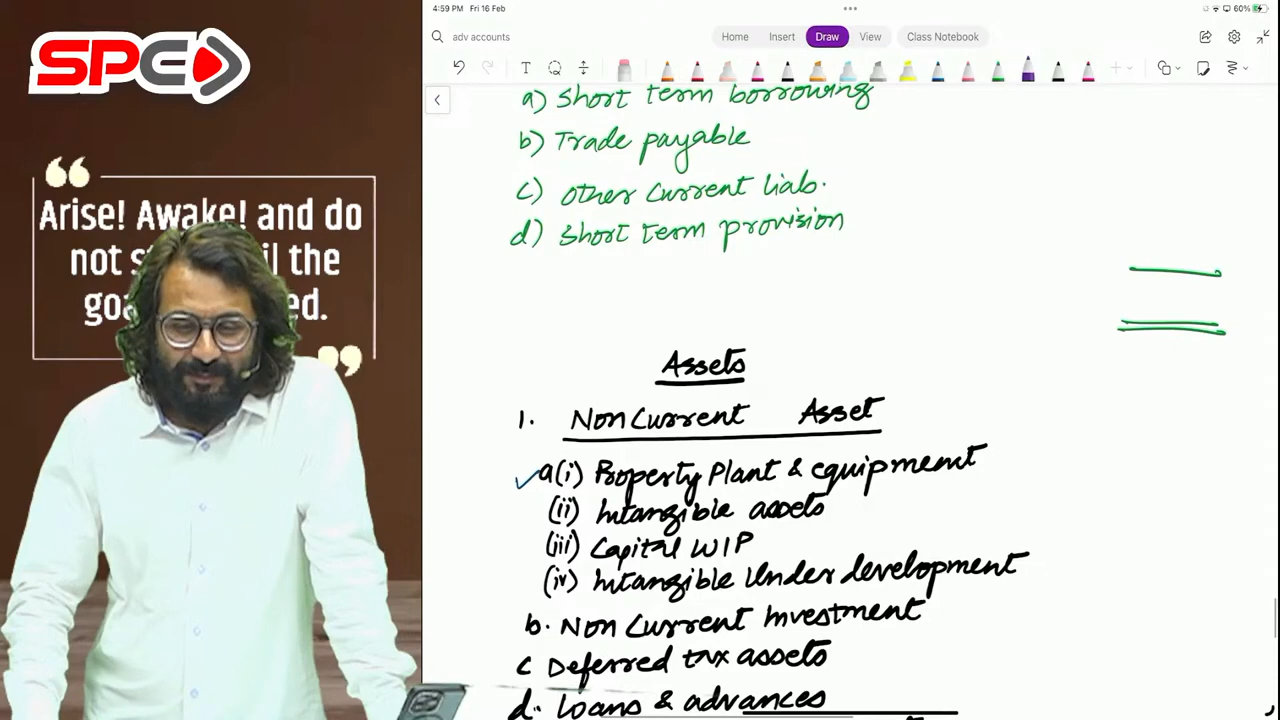 4:59 PM Fri 16 Feb
60%
adv accounts
Home Insert Draw View Class Notebook
SPE
Arise! Awake! and do
not the
goa ed.
a) Short term borrowing
b) Trade payable
c) Other current liab.
d) Short term provision
Assets
1. Non Current Asset
a(i) Property Plant & equipment
(ii) Intangible assets
(iii) Capital WIP
(iv) Intangible Under development
b. Non Current Investment
c Deferred tax assets
d. Loans & advances